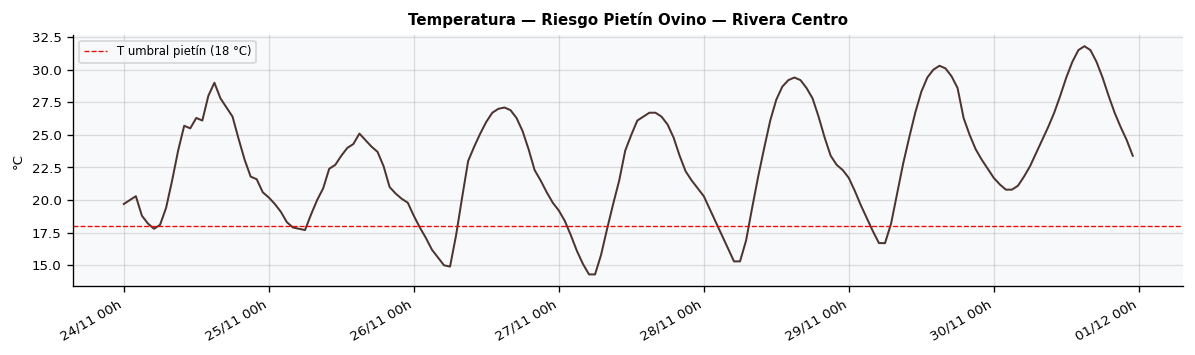 Temperatura — Riesgo Pietín Ovino — Rivera Centro
T umbral pietín (18 °C)
°C
32.5
30.0
27.5
25.0
22.5
20.0
17.5
15.0
24/11 00h
25/11 00h
26/11 00h
27/11 00h
28/11 00h
29/11 00h
30/11 00h
01/12 00h